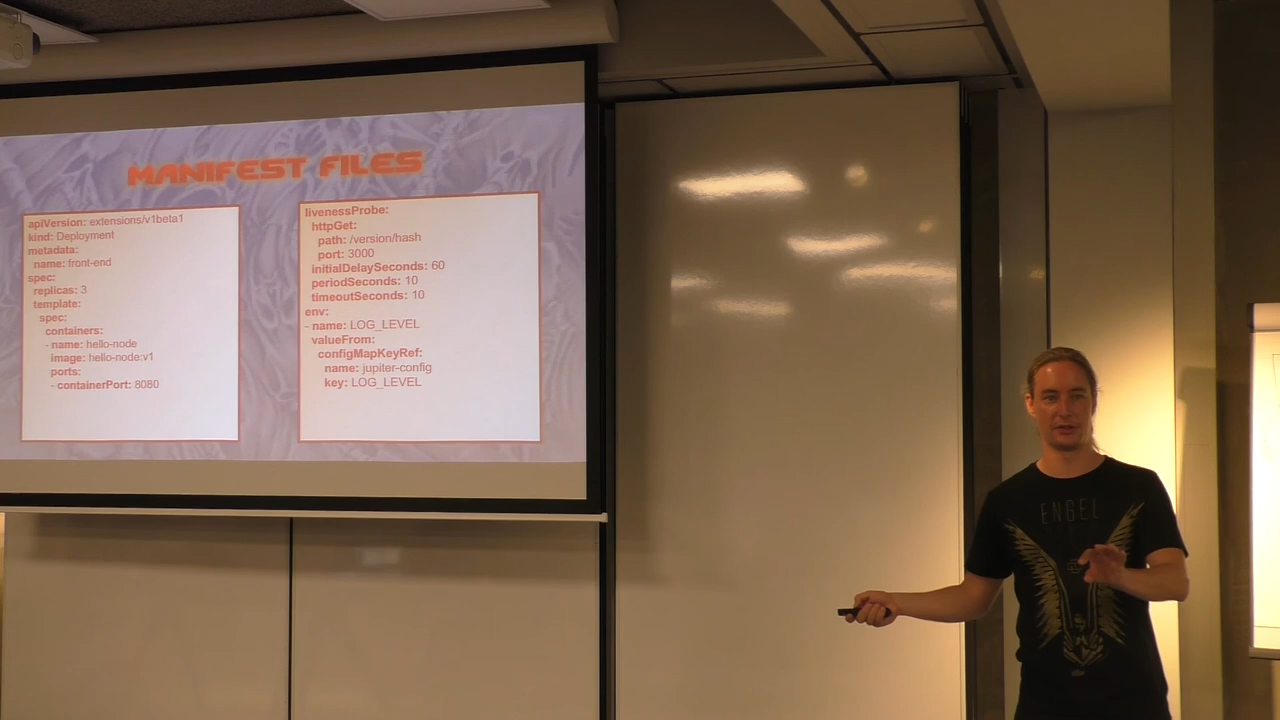 MANIFEST FILES
apiVersion: extensions/v1beta1
kind: Deployment
metadata:
name: front-end
spec:
replicas: 3
template:
spec:
containers:
- name: hello-node
image: hello-node:v1
ports:
- containerPort: 8080
livenessProbe:
httpGet:
path: /version/hash
port: 3000
initialDelaySeconds: 60
periodSeconds: 10
timeoutSeconds: 10
env:
- name: LOG_LEVEL
valueFrom:
configMapKeyRef:
name: jupiter-config
key: LOG_LEVEL
ENGEL